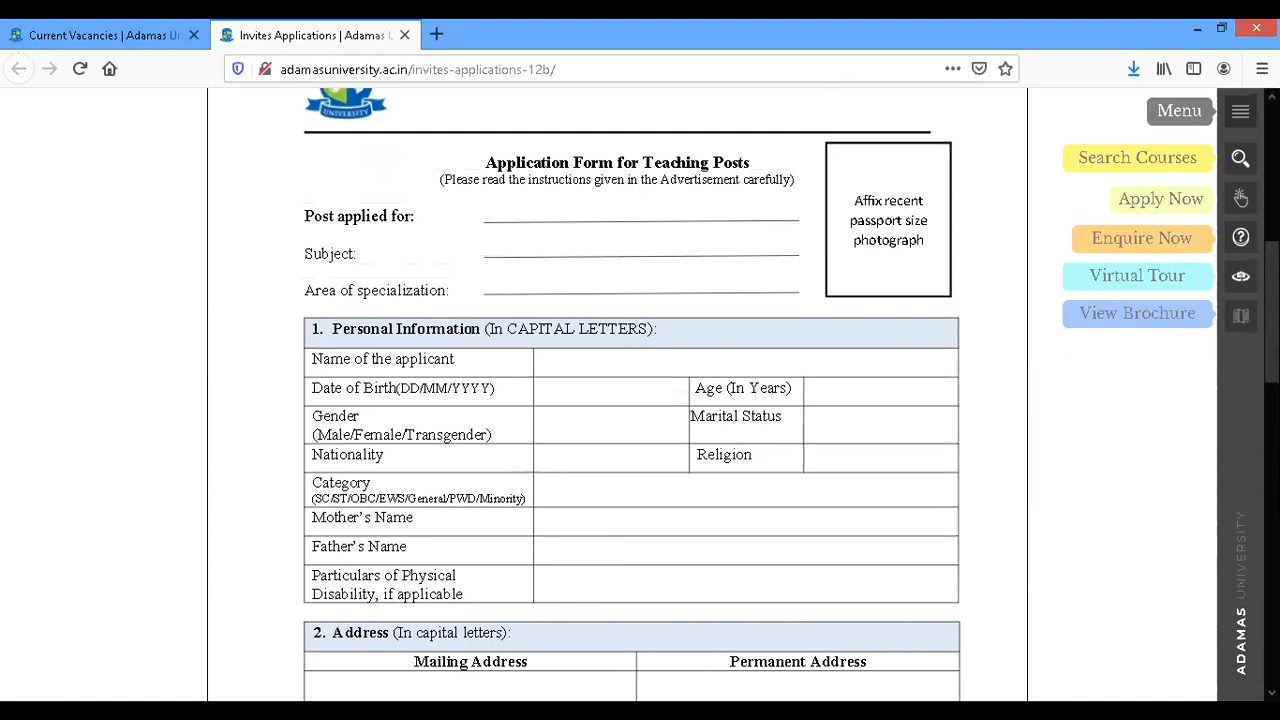 Current Vacancies | Adamas Un
Invites Applications | Adamas U
adamasuniversity.ac.in/invites-applications-12b/
UNIVERSITY
Menu
Search Courses
Apply Now
Enquire Now
Virtual Tour
View Brochure
ADAMAS UNIVERSITY
Application Form for Teaching Posts
(Please read the instructions given in the Advertisement carefully)
Affix recent
passport size
photograph
Post applied for:
Subject:
Area of specialization:
1. Personal Information (In CAPITAL LETTERS):
Name of the applicant
Date of Birth(DD/MM/YYYY) Age (In Years)
Gender Marital Status
(Male/Female/Transgender)
Nationality Religion
Category
(SC/ST/OBC/EWS/General/PWD/Minority)
Mother's Name
Father's Name
Particulars of Physical
Disability, if applicable
2. Address (In capital letters):
Mailing Address Permanent Address